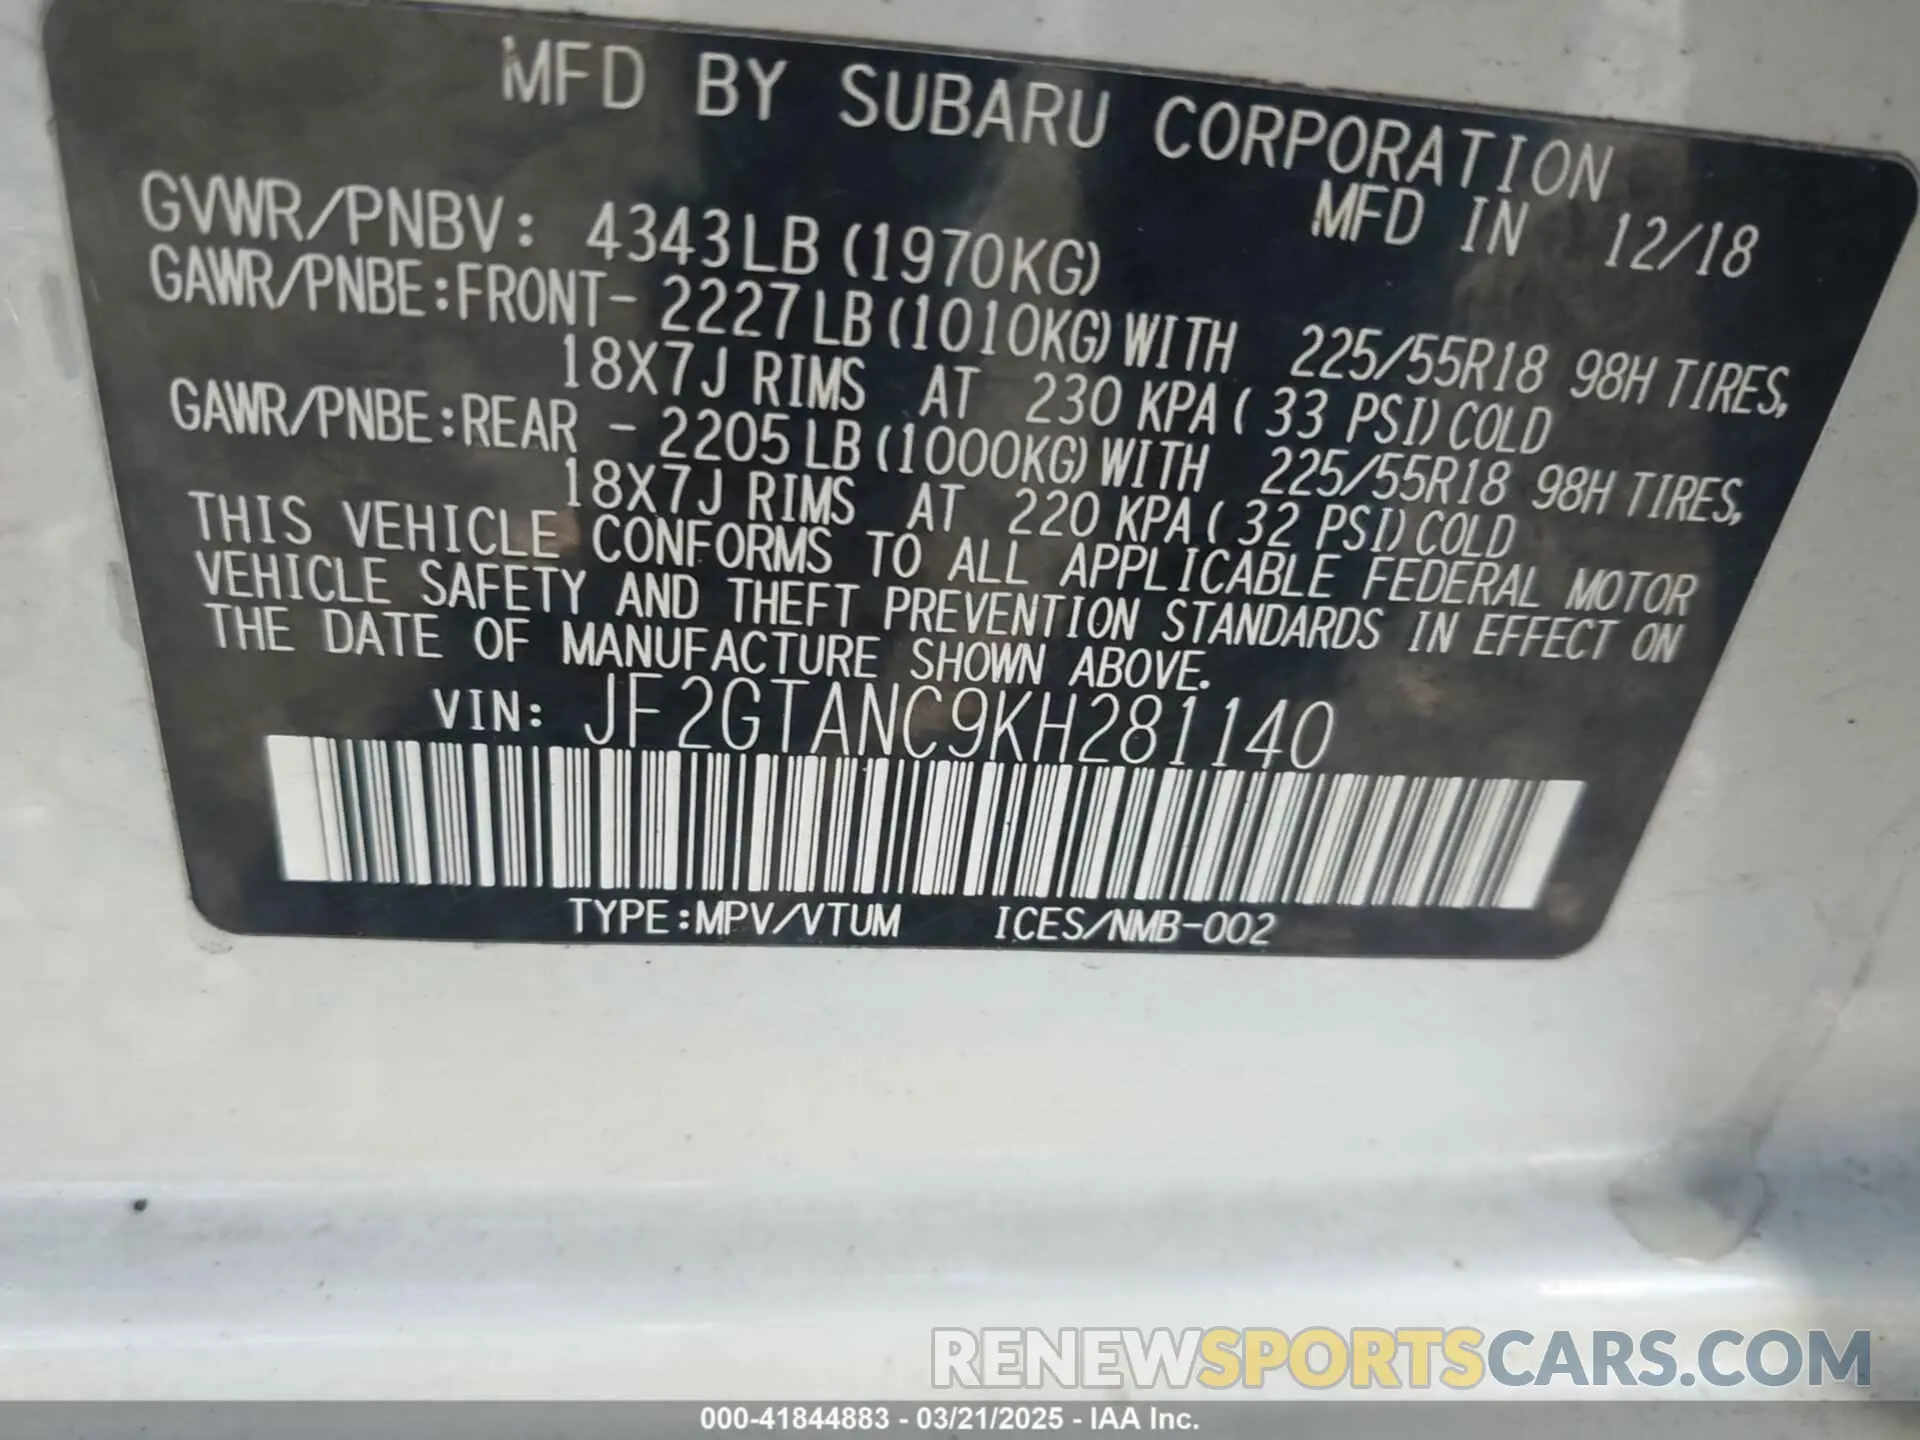 MFD BY SUBARU CORPORATION
MFD IN 12/18
GVWR/PNBV: 4343LB (1970KG)
GAWR/PNBE:FRONT- 2227LB (1010KG) WITH 225/55R18 98H TIRES,
18X7J RIMS AT 230 KPA ( 33 PSI) COLD
GAWR/PNBE:REAR - 2205LB (1000KG) WITH 225/55R18 98H TIRES,
18X7J RIMS AT 220 KPA ( 32 PSI) COLD
THIS VEHICLE CONFORMS TO ALL APPLICABLE FEDERAL MOTOR
VEHICLE SAFETY AND THEFT PREVENTION STANDARDS IN EFFECT ON
THE DATE OF MANUFACTURE SHOWN ABOVE.
VIN: JF2GTANC9KH281140
TYPE:MPV/VTUM ICES/NMB-002
RENEWSPORTSCARS.COM
000-41844883 - 03/21/2025 - IAA Inc.